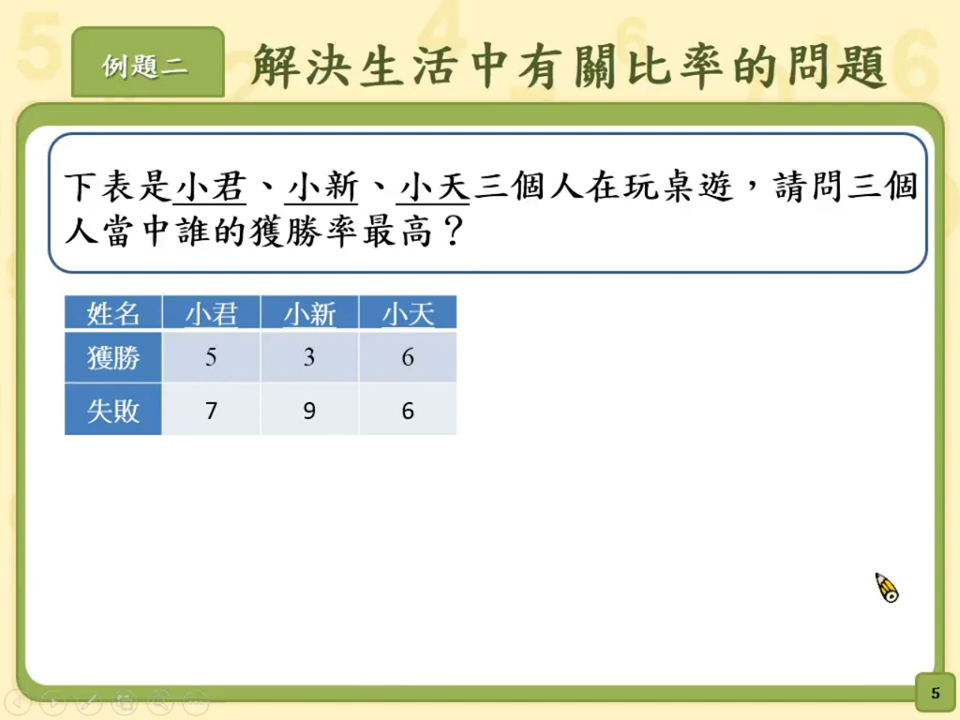 例題二
解決生活中有關比率的問題
下表是小君、小新、小天三個人在玩桌遊，請問三個
人當中誰的獲勝率最高？
姓名 小君 小新 小天
獲勝 5 3 6
失敗 7 9 6
5